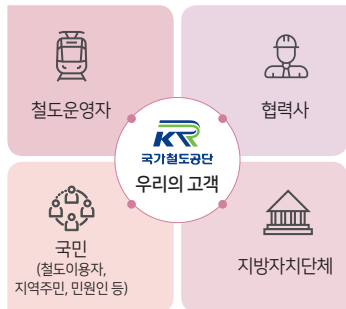 철도운영자
협력사
KR
국가철도공단
우리의 고객
국민
(철도이용자,
지역주민, 민원인 등)
지방자치단체